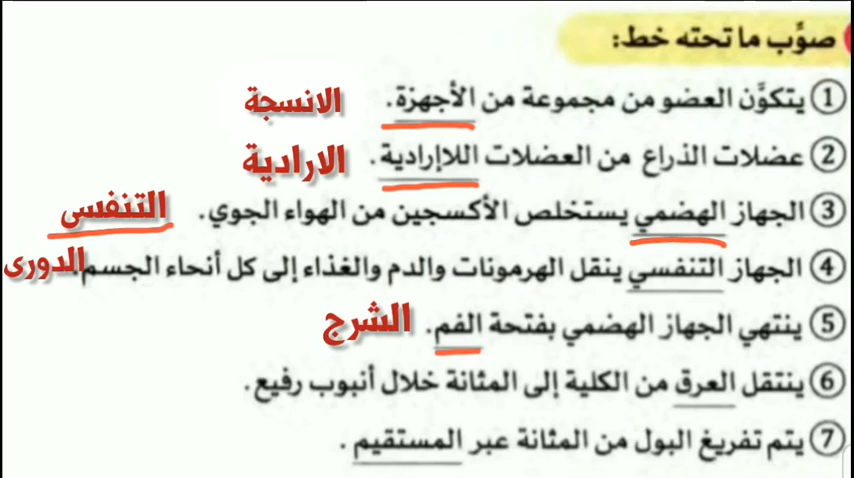 صوِّب ما تحته خط:
① يتكوَّن العضو من مجموعة من الأجهزة. الانسجة
② عضلات الذراع من العضلات اللاإرادية. الارادية
③ الجهاز الهضمي يستخلص الأكسجين من الهواء الجوي. التنفسى
④ الجهاز التنفسي ينقل الهرمونات والدم والغذاء إلى كل أنحاء الجسم. الدورى
⑤ ينتهي الجهاز الهضمي بفتحة الفم. الشرج
⑥ ينتقل العرق من الكلية إلى المثانة خلال أنبوب رفيع.
⑦ يتم تفريغ البول من المثانة عبر المستقيم.